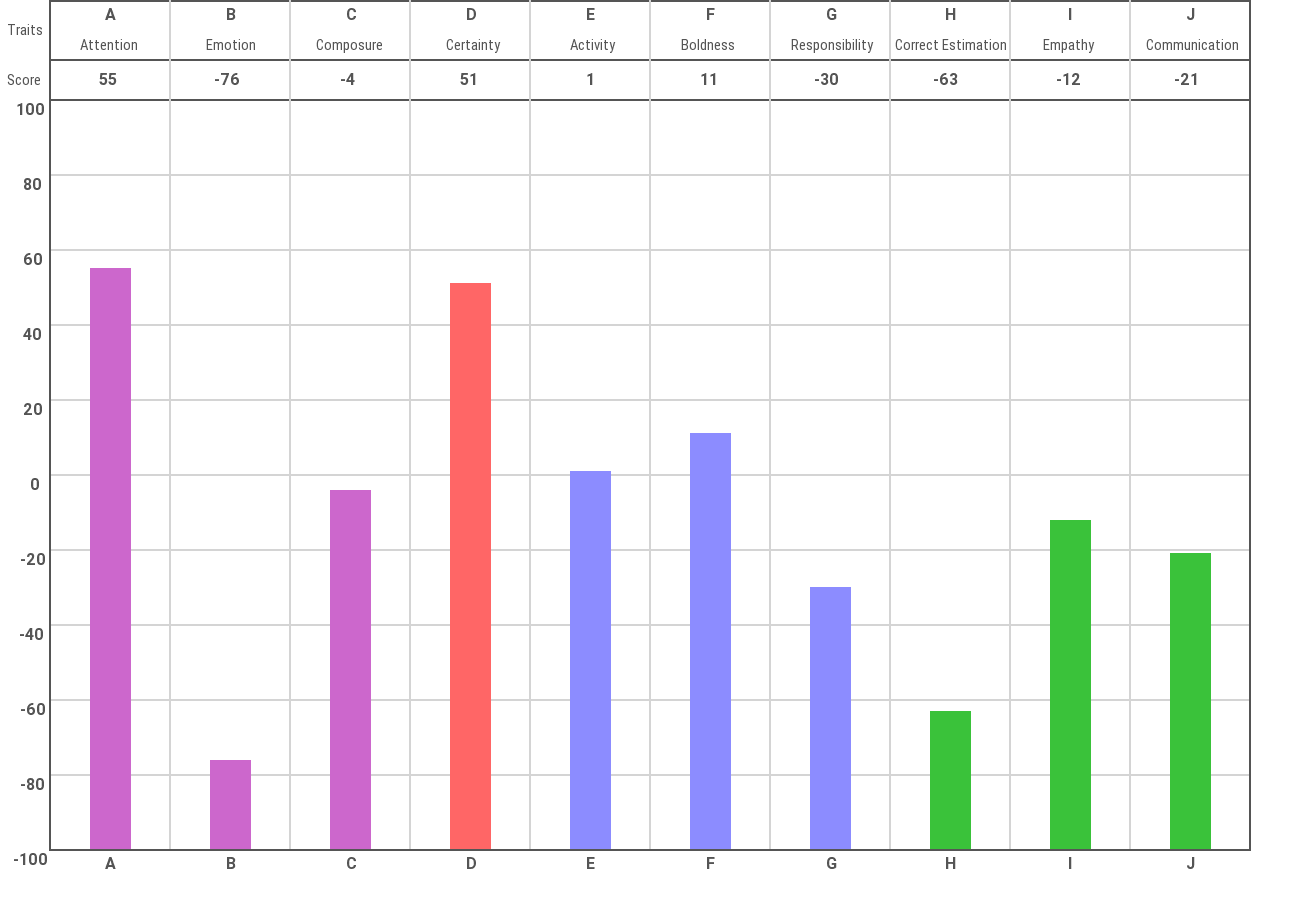 A B C D E F G H I J
Traits
Attention Emotion Composure Certainty Activity Boldness Responsibility Correct Estimation Empathy Communication
Score 55 -76 -4 51 1 11 -30 -63 -12 -21
100
80
60
40
20
0
-20
-40
-60
-80
-100
A B C D E F G H I J